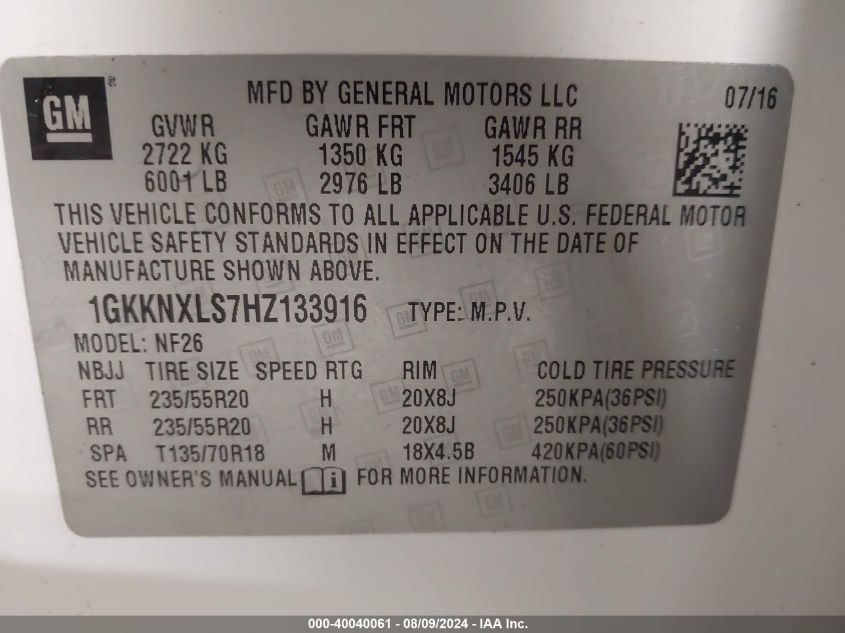 GM ® MFD BY GENERAL MOTORS LLC 07/16
GVWR GAWR FRT GAWR RR
2722 KG 1350 KG 1545 KG
6001 LB 2976 LB 3406 LB
THIS VEHICLE CONFORMS TO ALL APPLICABLE U.S. FEDERAL MOTOR
VEHICLE SAFETY STANDARDS IN EFFECT ON THE DATE OF
MANUFACTURE SHOWN ABOVE.
1GKKNXLS7HZ133916 TYPE: M.P.V.
MODEL: NF26
NBJJ TIRE SIZE SPEED RTG RIM COLD TIRE PRESSURE
FRT 235/55R20 H 20X8J 250KPA(36PSI)
RR 235/55R20 H 20X8J 250KPA(36PSI)
SPA T135/70R18 M 18X4.5B 420KPA(60PSI)
SEE OWNER'S MANUAL i FOR MORE INFORMATION.
000-40040061 - 08/09/2024 - IAA Inc.